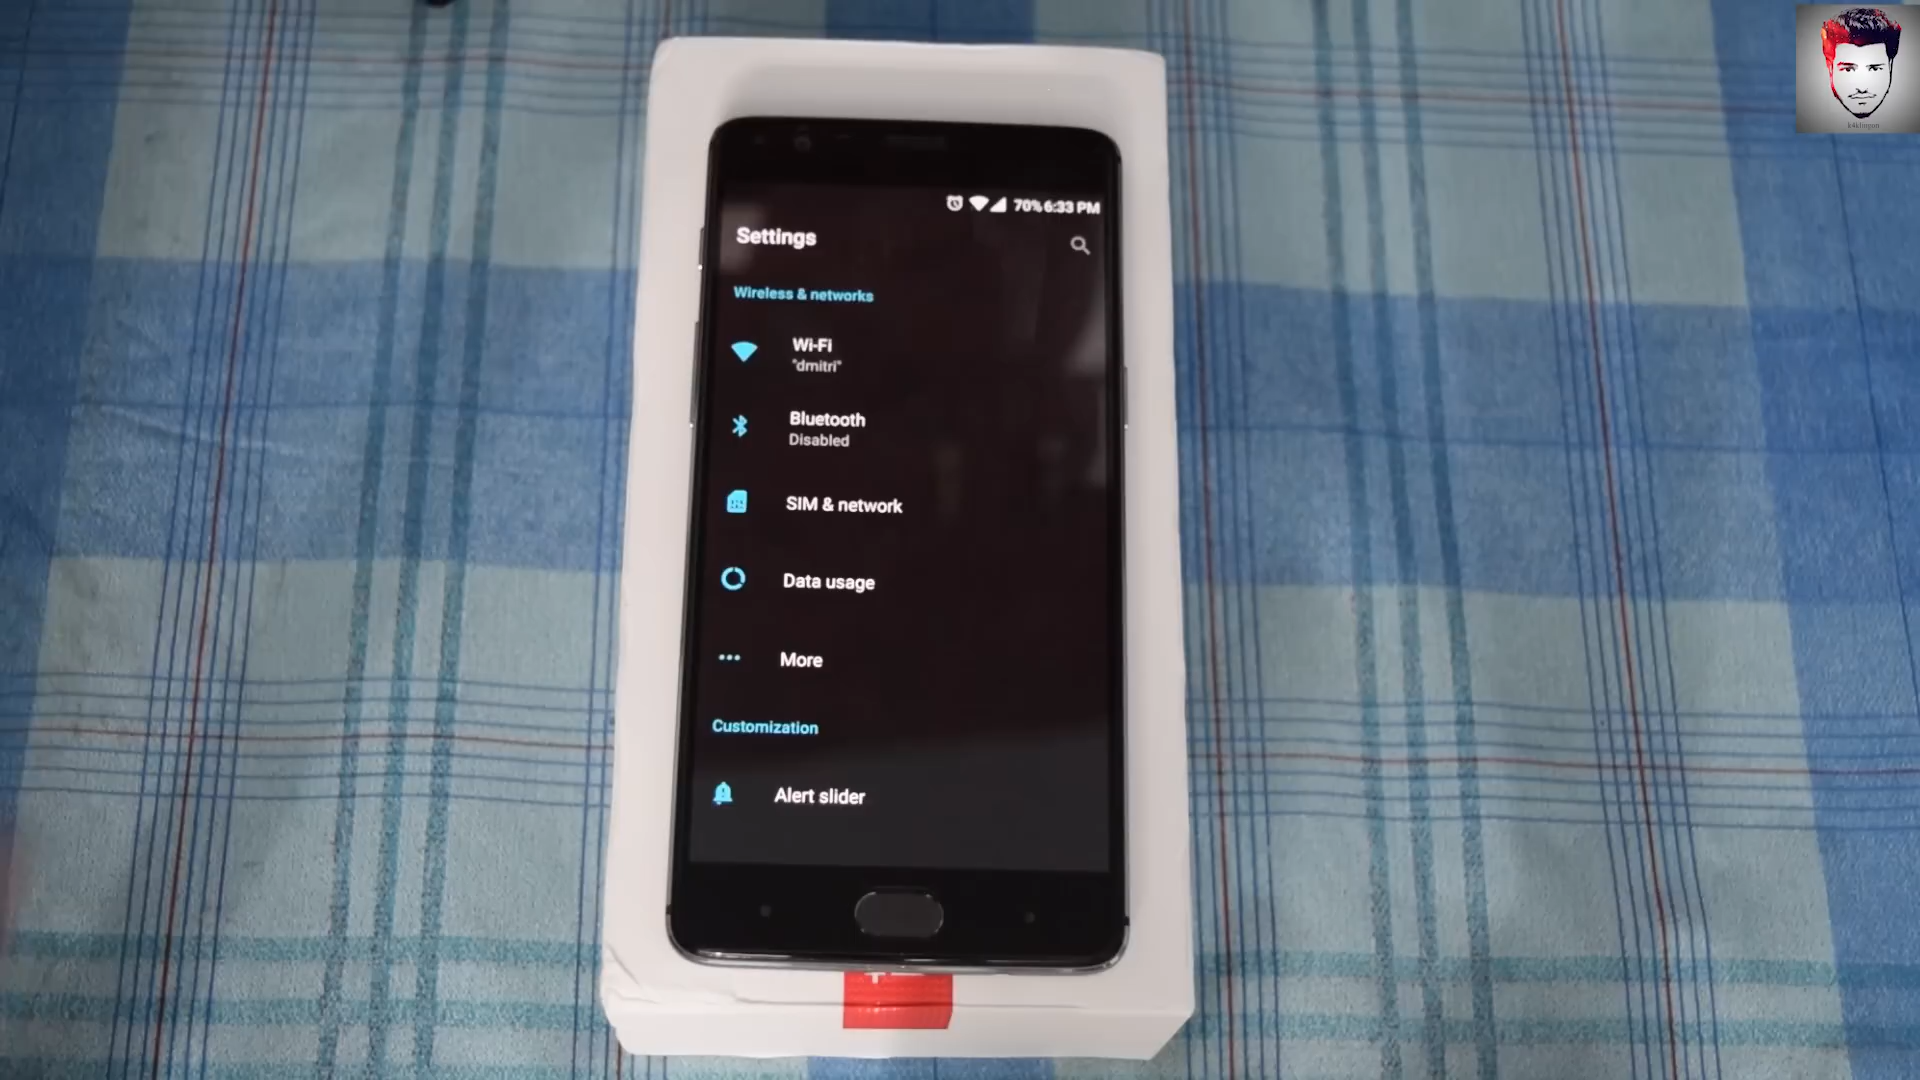 70% 6:33 PM
Settings
Wireless & networks
Wi-Fi
"dmitri"
Bluetooth
Disabled
SIM & network
Data usage
More
Customization
Alert slider